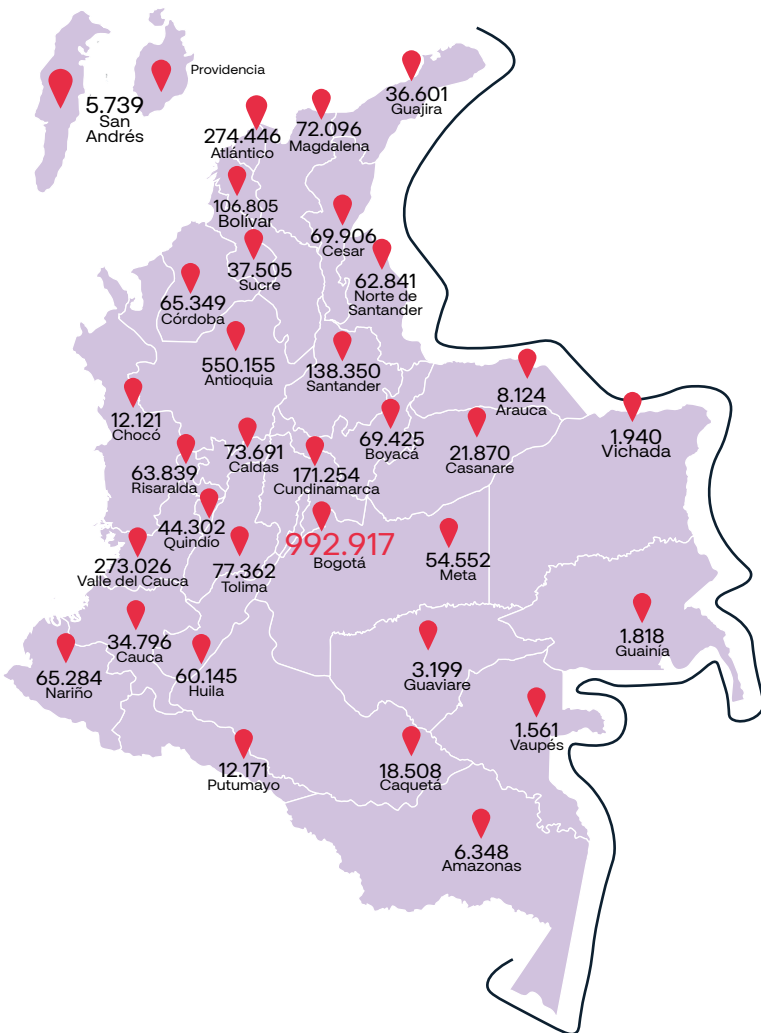 Providencia
5.739
San
Andrés
36.601
Guajira
274.446
Atlántico
72.096
Magdalena
106.805
Bolívar
69.906
Cesar
37.505
Sucre
62.841
Norte de
Santander
65.349
Córdoba
550.155
Antioquia
138.350
Santander
8.124
Arauca
12.121
Chocó
73.691
Caldas
69.425
Boyacá
21.870
Casanare
1.940
Vichada
63.839
Risaralda
171.254
Cundinamarca
44.302
Quindío
992.917
Bogotá
273.026
Valle del Cauca
77.362
Tolima
54.552
Meta
34.796
Cauca
1.818
Guainía
65.284
Nariño
60.145
Huila
3.199
Guaviare
1.561
Vaupés
12.171
Putumayo
18.508
Caquetá
6.348
Amazonas